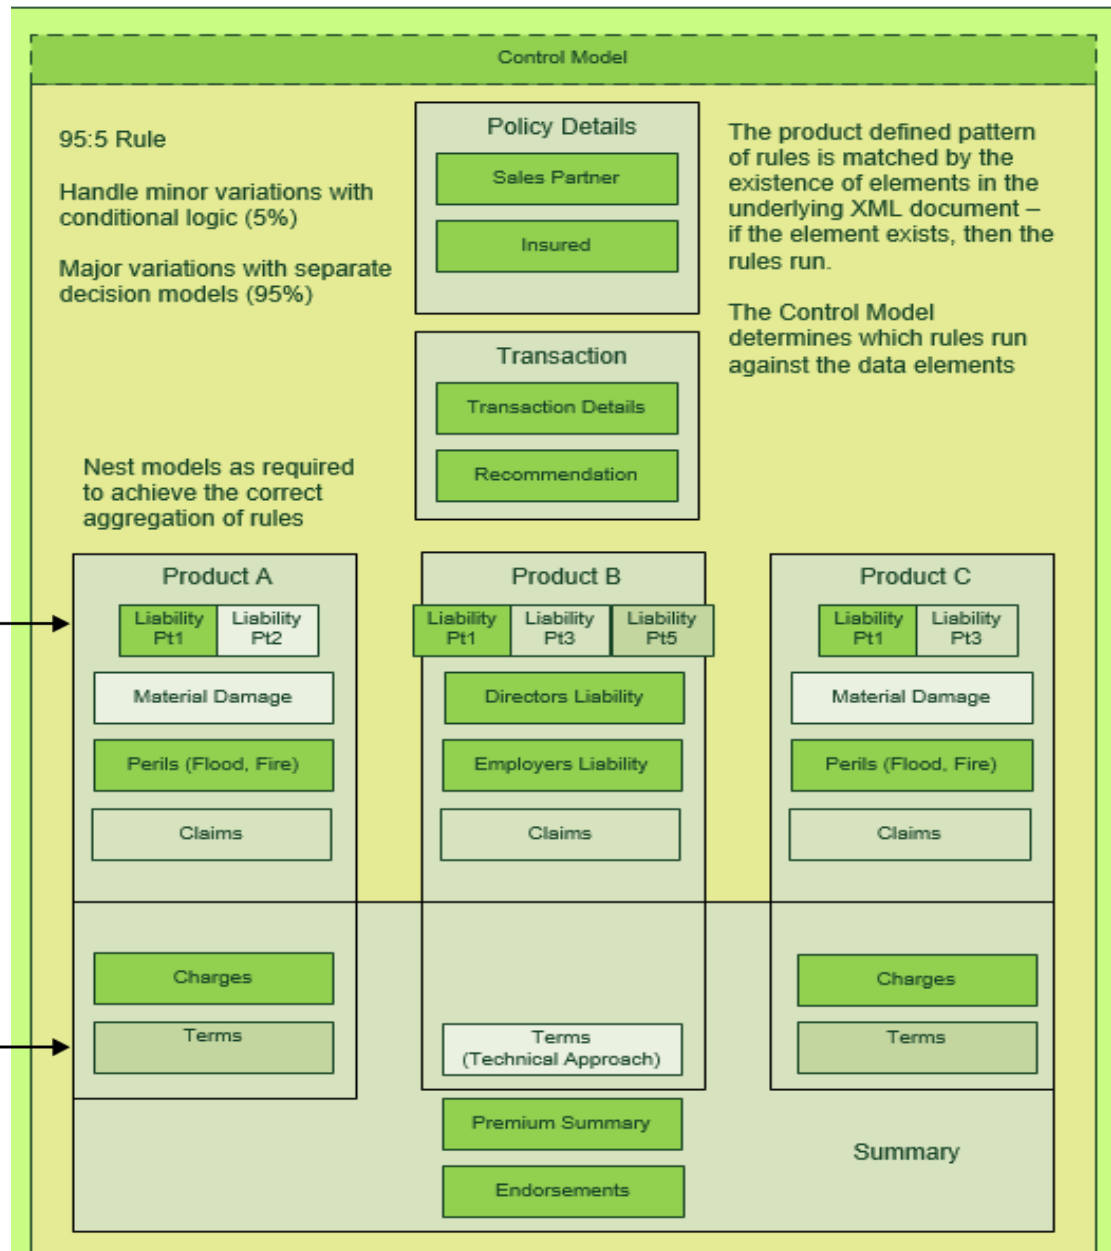 Control Model
95:5 Rule
Handle minor variations with
conditional logic (5%)
Major variations with separate
decision models (95%)
Policy Details
Sales Partner
Insured
The product defined pattern
of rules is matched by the
existence of elements in the
underlying XML document –
if the element exists, then the
rules run.
The Control Model
determines which rules run
against the data elements
Transaction
Transaction Details
Recommendation
Nest models as required
to achieve the correct
aggregation of rules
Product A
Liability
Pt1
Liability
Pt2
Material Damage
Perils (Flood, Fire)
Claims
Charges
Terms
Product B
Liability
Pt1
Liability
Pt3
Liability
Pt5
Directors Liability
Employers Liability
Claims
Terms
(Technical Approach)
Product C
Liability
Pt1
Liability
Pt3
Material Damage
Perils (Flood, Fire)
Claims
Charges
Terms
Premium Summary
Endorsements
Summary